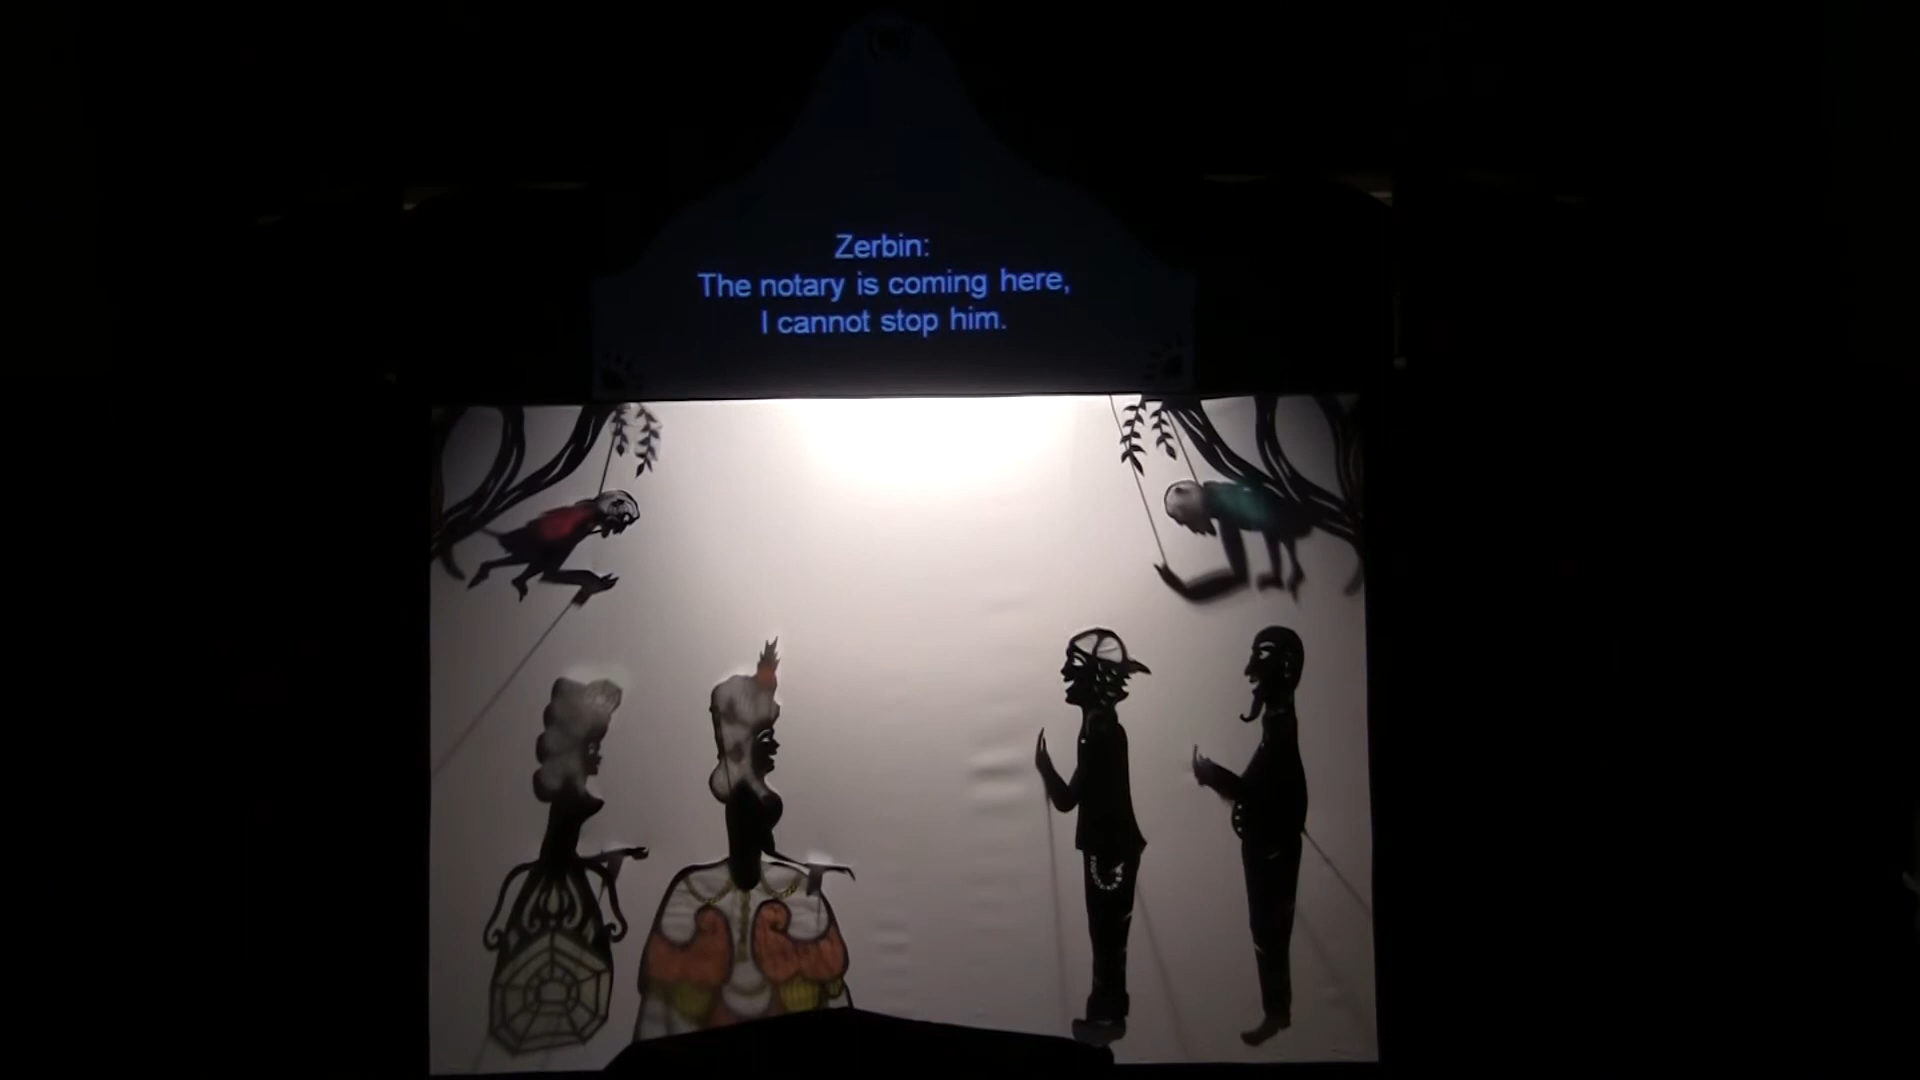 Zerbin:
The notary is coming here,
I cannot stop him.